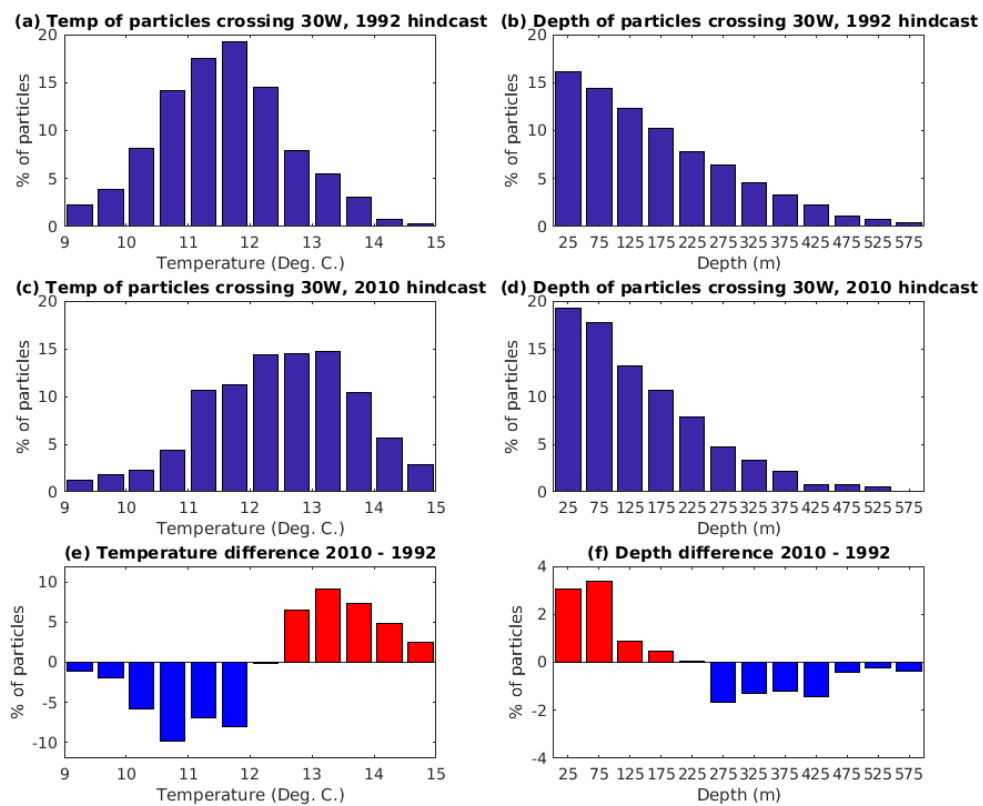 (a) Temp of particles crossing 30W, 1992 hindcast
20
15
10
5
0
% of particles
9 10 11 12 13 14 15
Temperature (Deg. C.)
(b) Depth of particles crossing 30W, 1992 hindcast
20
15
10
5
0
% of particles
25 75 125 175 225 275 325 375 425 475 525 575
Depth (m)
(c) Temp of particles crossing 30W, 2010 hindcast
20
15
10
5
0
% of particles
9 10 11 12 13 14 15
Temperature (Deg. C.)
(d) Depth of particles crossing 30W, 2010 hindcast
20
15
10
5
0
% of particles
25 75 125 175 225 275 325 375 425 475 525 575
Depth (m)
(e) Temperature difference 2010 - 1992
10
5
0
-5
-10
% of particles
9 10 11 12 13 14 15
Temperature (Deg. C.)
(f) Depth difference 2010 - 1992
4
2
0
-2
-4
% of particles
25 75 125 175 225 275 325 375 425 475 525 575
Depth (m)